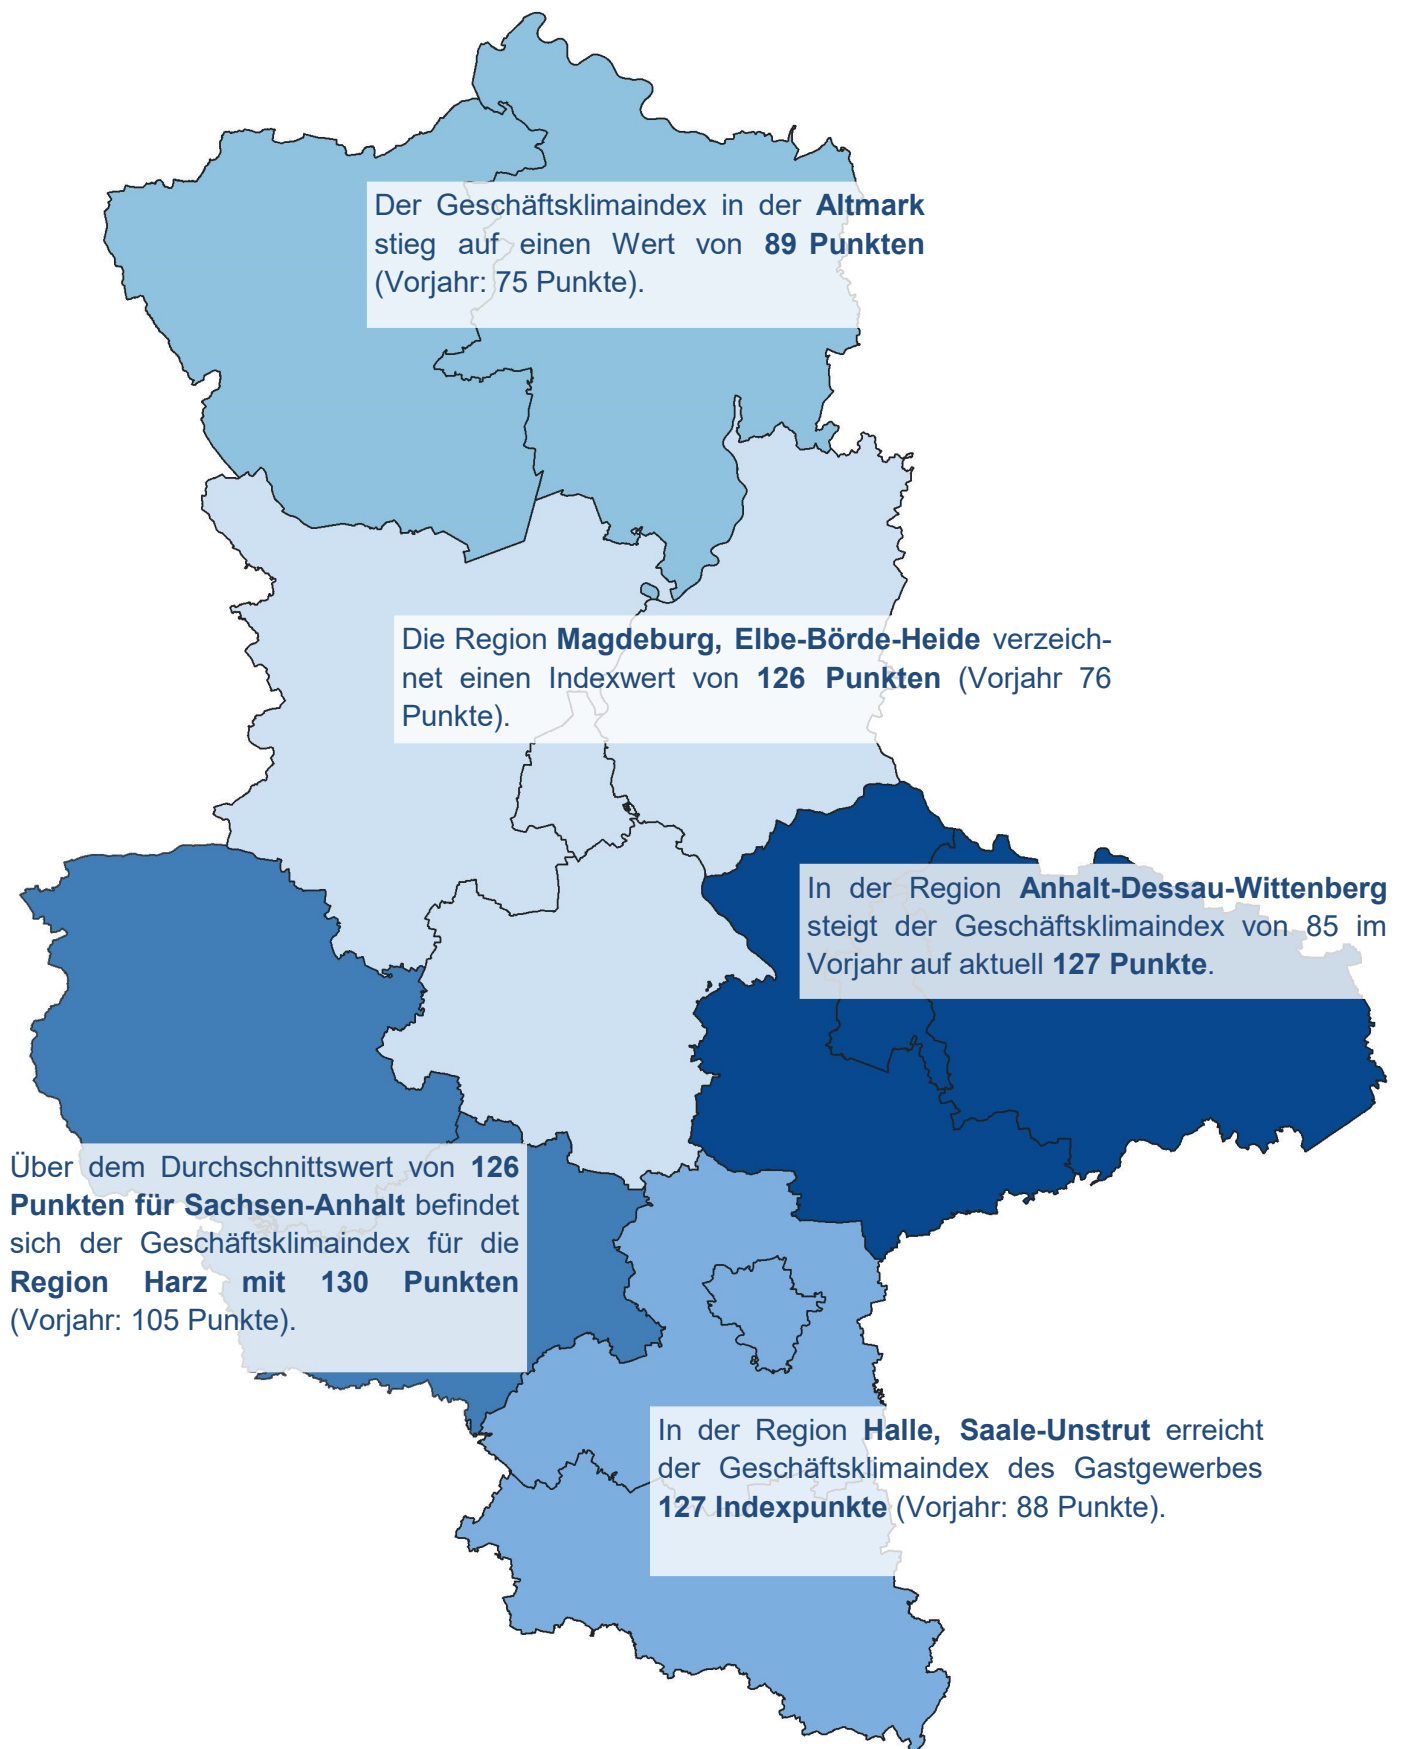 Der Geschäftsklimaindex in der Altmark
stieg auf einen Wert von 89 Punkten
(Vorjahr: 75 Punkte).
Die Region Magdeburg, Elbe-Börde-Heide verzeich-
net einen Indexwert von 126 Punkten (Vorjahr 76
Punkte).
In der Region Anhalt-Dessau-Wittenberg
steigt der Geschäftsklimaindex von 85 im
Vorjahr auf aktuell 127 Punkte.
Über dem Durchschnittswert von 126
Punkten für Sachsen-Anhalt befindet
sich der Geschäftsklimaindex für die
Region Harz mit 130 Punkten
(Vorjahr: 105 Punkte).
In der Region Halle, Saale-Unstrut erreicht
der Geschäftsklimaindex des Gastgewerbes
127 Indexpunkte (Vorjahr: 88 Punkte).